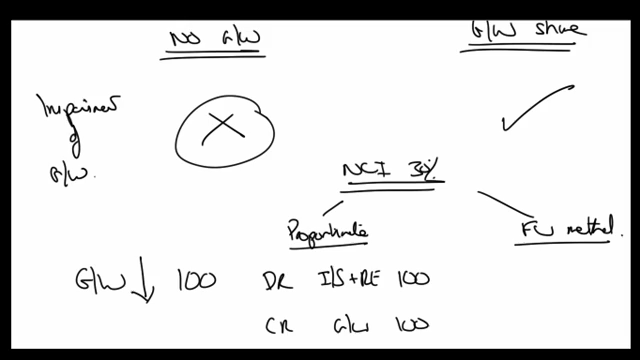 NO G/W
G/W share
Impairment
of
G/W.
NCI 30%
Proportionate
FV method.
G/W ↓ 100 DR I/S+RE 100
CR G/W 100